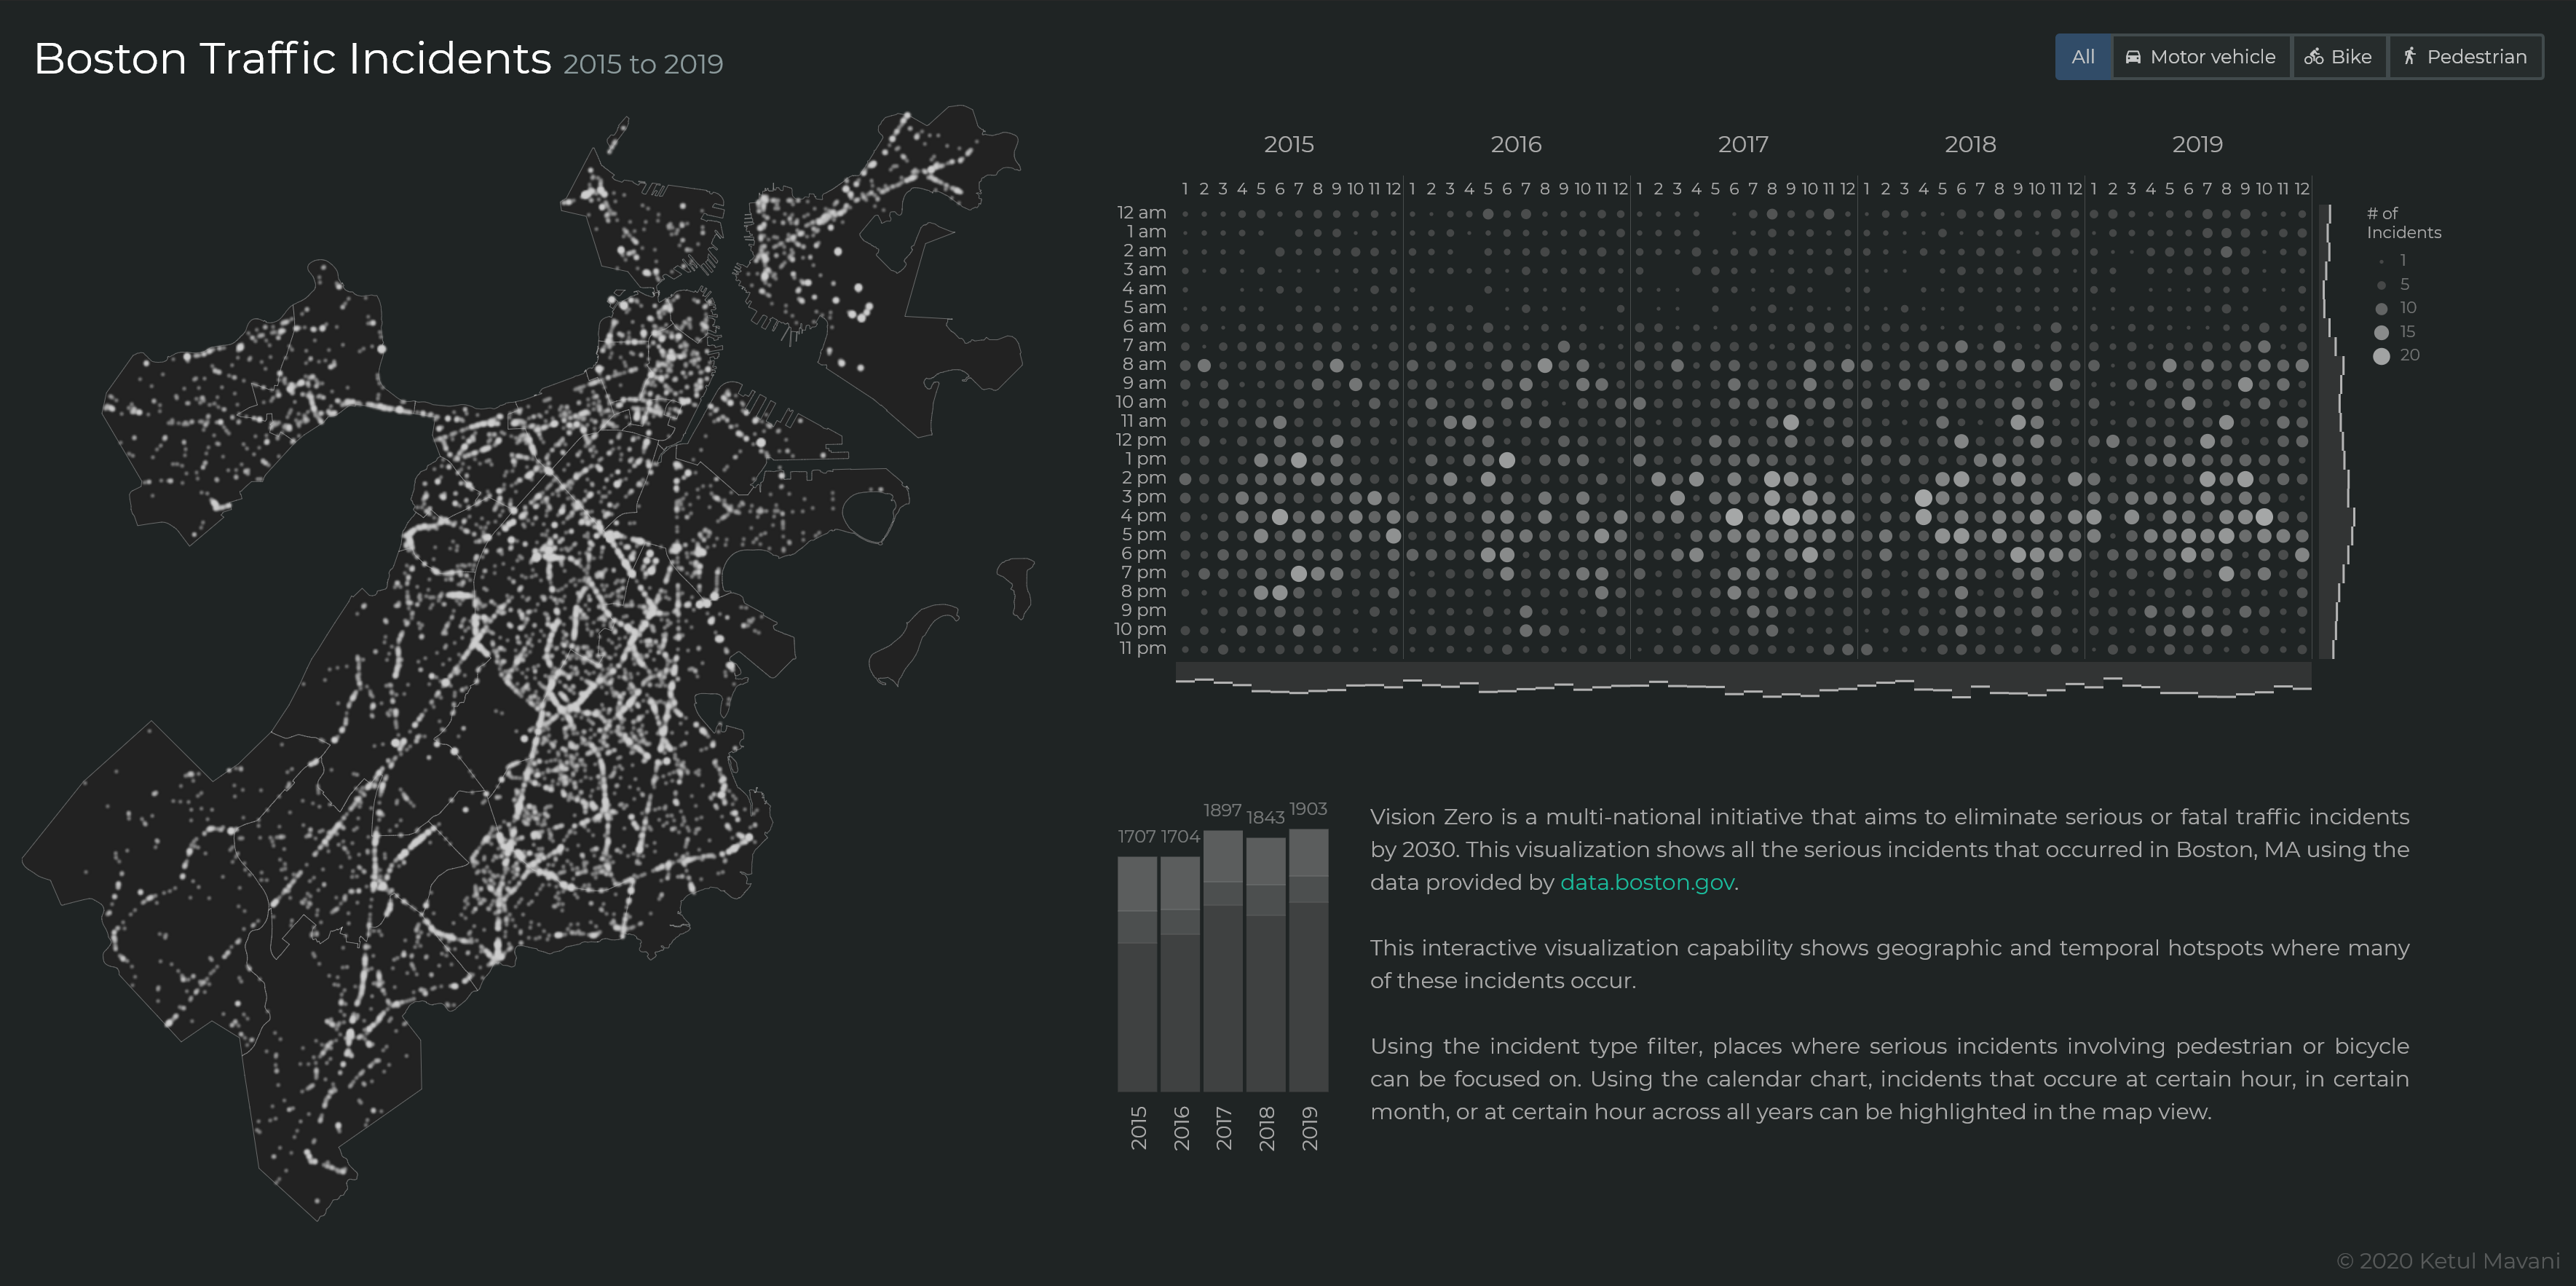 Boston Traffic Incidents 2015 to 2019
All Motor vehicle Bike Pedestrian
2015 2016 2017 2018 2019
1 2 3 4 5 6 7 8 9 10 11 12 1 2 3 4 5 6 7 8 9 10 11 12 1 2 3 4 5 6 7 8 9 10 11 12 1 2 3 4 5 6 7 8 9 10 11 12 1 2 3 4 5 6 7 8 9 10 11 12
12 am
1 am
2 am
3 am
4 am
5 am
6 am
7 am
8 am
9 am
10 am
11 am
12 pm
1 pm
2 pm
3 pm
4 pm
5 pm
6 pm
7 pm
8 pm
9 pm
10 pm
11 pm
# of
Incidents
1
5
10
15
20
1707 1704 1897 1843 1903
2015 2016 2017 2018 2019
Vision Zero is a multi-national initiative that aims to eliminate serious or fatal traffic incidents
by 2030. This visualization shows all the serious incidents that occurred in Boston, MA using the
data provided by data.boston.gov.
This interactive visualization capability shows geographic and temporal hotspots where many
of these incidents occur.
Using the incident type filter, places where serious incidents involving pedestrian or bicycle
can be focused on. Using the calendar chart, incidents that occure at certain hour, in certain
month, or at certain hour across all years can be highlighted in the map view.
© 2020 Ketul Mavani